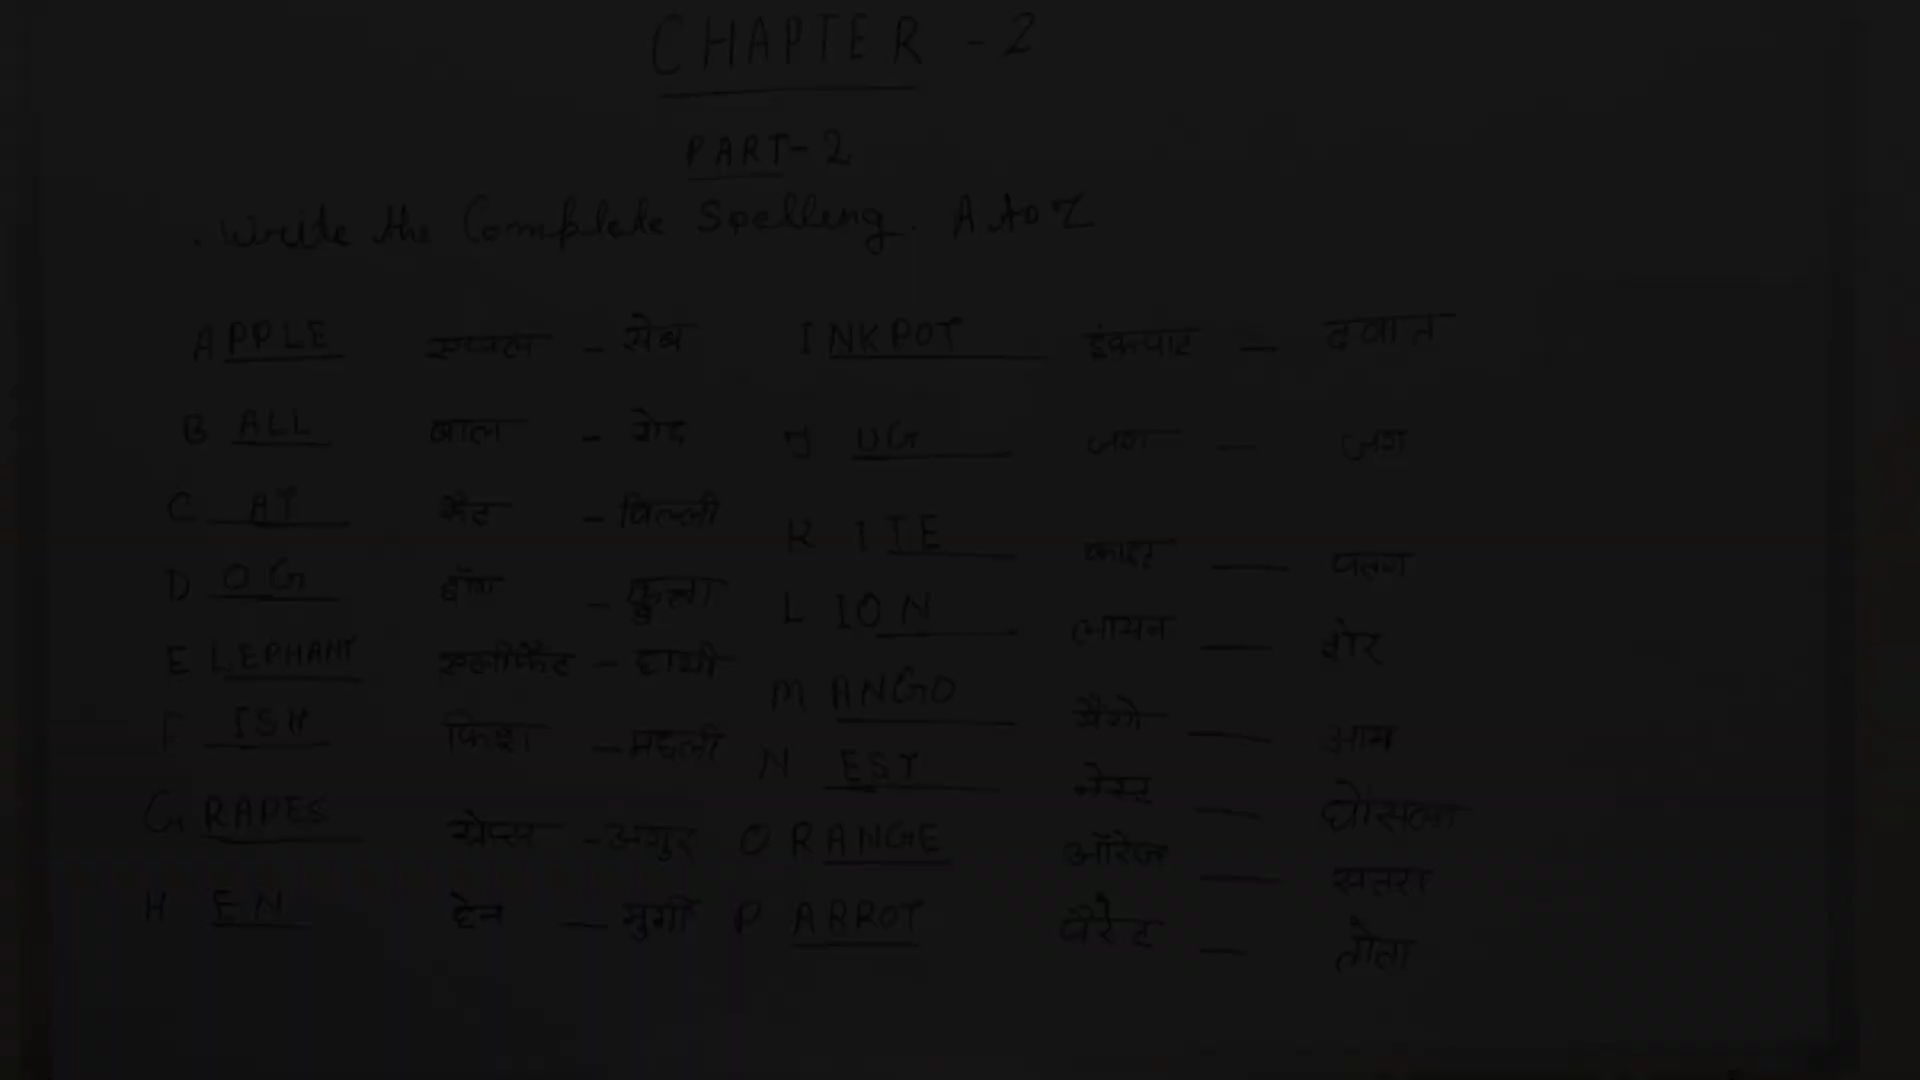 CHAPTER - 2
PART-2
. Write the Complete Spelling. A to Z
APPLE एप्पल - सेब INKPOT इंकपाट — दवात
B ALL बाल - गेंद J UG जग — जग
C AT कैट - बिल्ली K ITE काइट — पतंग
D OG डॉग - कुत्ता L ION लायन — शेर
E LEPHANT एलीफैंट - हाथी M ANGO मैंगो — आम
F ISH फिश - मछली N EST नेस्ट — घोंसला
G RAPES ग्रेप्स - अंगुर O RANGE ऑरेंज — संतरा
H EN हेन — मुर्गी P ARROT पैरेट — तोता